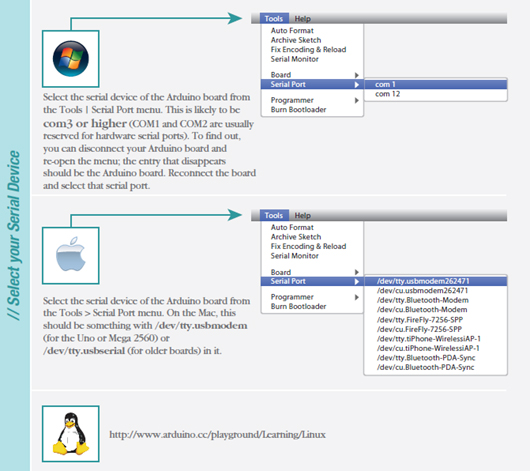 // Select your Serial Device
Tools Help
Auto Format
Archive Sketch
Fix Encoding & Reload
Serial Monitor
Board
Serial Port
Programmer
Burn Bootloader
com 1
com 12
Select the serial device of the Arduino board from
the Tools | Serial Port menu. This is likely to be
com3 or higher (COM1 and COM2 are usually
reserved for hardware serial ports). To find out,
you can disconnect your Arduino board and
re-open the menu; the entry that disappears
should be the Arduino board. Reconnect the board
and select that serial port.
Tools Help
Auto Format
Archive Sketch
Fix Encoding & Reload
Serial Monitor
Board
Serial Port
Programmer
Burn Bootloader
/dev/tty.usbmodem262471
/dev/cu.usbmodem262471
/dev/tty.Bluetooth-Modem
/dev/cu.Bluetooth-Modem
/dev/tty.FireFly-7256-SPP
/dev/cu.FireFly-7256-SPP
/dev/tty.tiPhone-WirelessiAP-1
/dev/cu.tiPhone-WirelessiAP-1
/dev/tty.Bluetooth-PDA-Sync
/dev/cu.Bluetooth-PDA-Sync
Select the serial device of the Arduino board from
the Tools > Serial Port menu. On the Mac, this
should be something with /dev/tty.usbmodem
(for the Uno or Mega 2560) or
/dev/tty.usbserial (for older boards) in it.
http://www.arduino.cc/playground/Learning/Linux